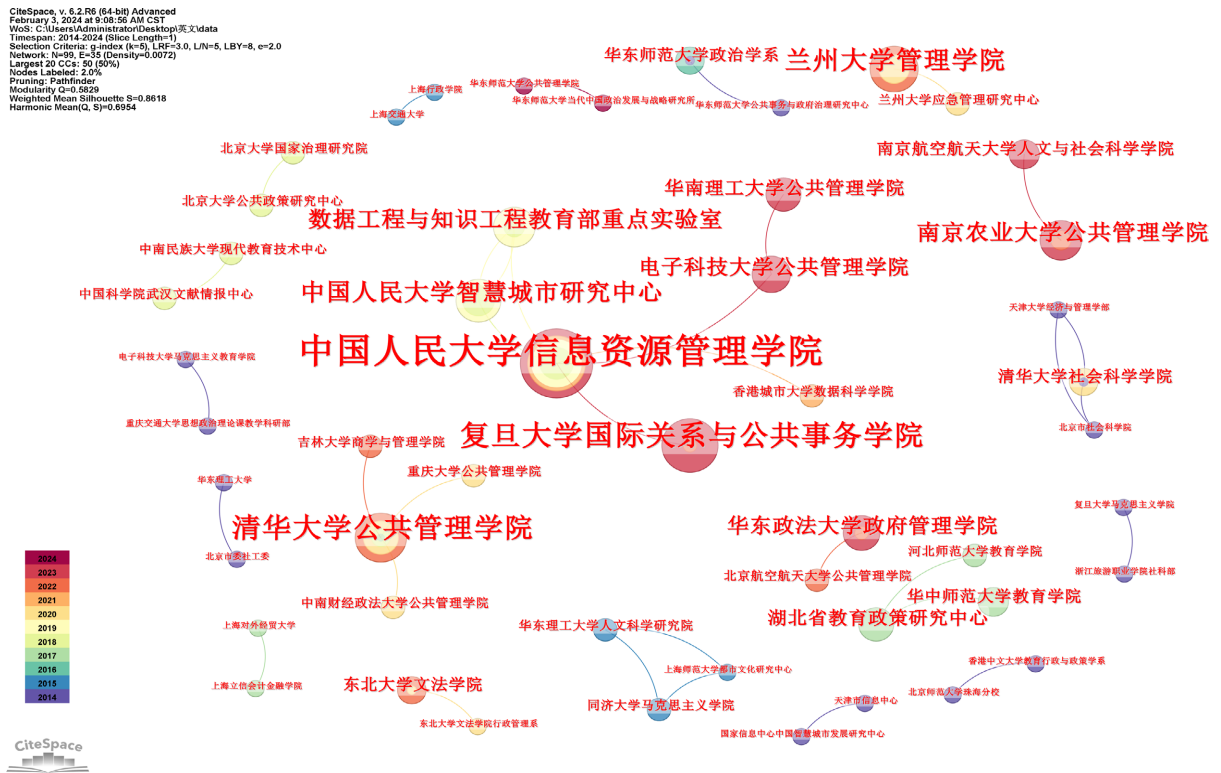 CiteSpace, v. 6.2.R6 (64-bit) Advanced
February 3, 2024 at 9:08:56 AM CST
WoS: C:\Users\Administrator\Desktop\英文\data
Timespan: 2014-2024 (Slice Length=1)
Selection Criteria: g-index (k=5), LRF=3.0, L/N=5, LBY=8, e=2.0
Network: N=99, E=35 (Density=0.0072)
Largest 20 CCs: 50 (50%)
Nodes Labeled: 2.0%
Pruning: Pathfinder
Modularity Q=0.5829
Weighted Mean Silhouette S=0.8618
Harmonic Mean(Q, S)=0.6954
华东师范大学政治学系
兰州大学管理学院
上海行政学院
华东师范大学公共管理学院
华东师范大学当代中国政治发展与战略研究所
华东师范大学公共事务与政府治理研究中心
兰州大学应急管理研究中心
上海交通大学
北京大学国家治理研究院
南京航空航天大学人文与社会科学学院
华南理工大学公共管理学院
北京大学公共政策研究中心
数据工程与知识工程教育部重点实验室
南京农业大学公共管理学院
中南民族大学现代教育技术中心
电子科技大学公共管理学院
中国科学院武汉文献情报中心
中国人民大学智慧城市研究中心
天津大学经济与管理学部
中国人民大学信息资源管理学院
电子科技大学马克思主义教育学院
清华大学社会科学学院
香港城市大学数据科学学院
重庆交通大学思想政治理论课教学科研部
北京市社会科学院
复旦大学国际关系与公共事务学院
吉林大学商学与管理学院
重庆大学公共管理学院
华东理工大学
复旦大学马克思主义学院
清华大学公共管理学院
华东政法大学政府管理学院
北京市委社工委
河北师范大学教育学院
浙江旅游职业学院社科部
北京航空航天大学公共管理学院
华中师范大学教育学院
中南财经政法大学公共管理学院
湖北省教育政策研究中心
上海对外经贸大学
华东理工大学人文科学研究院
香港中文大学教育行政与政策学系
上海师范大学都市文化研究中心
上海立信会计金融学院
东北大学文法学院
北京师范大学珠海分校
天津市信息中心
同济大学马克思主义学院
东北大学文法学院行政管理系
国家信息中心中国智慧城市发展研究中心
2024
2023
2022
2021
2020
2019
2018
2017
2016
2015
2014
CiteSpace